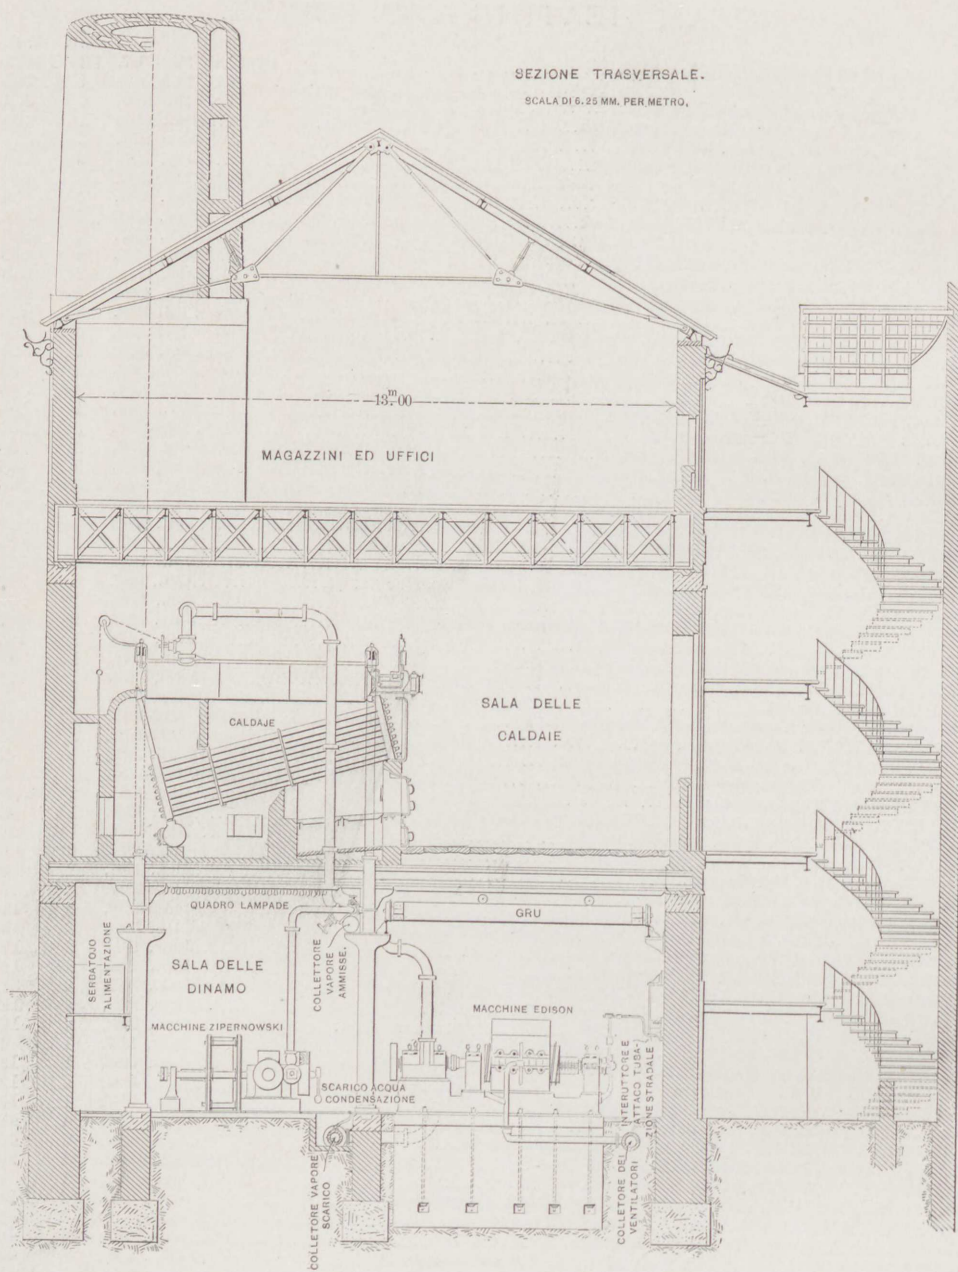 SEZIONE TRASVERSALE.
SCALA DI 6.25 MM. PER METRO,
13.m00
MAGAZZINI ED UFFICI
SALA DELLE
CALDAIE
CALDAJE
QUADRO LAMPADE
GRU
SERBATOJO
ALIMENTAZIONE
SALA DELLE
DINAMO
COLLETTORE
VAPORE
AMMISSE.
MACCHINE EDISON
MACCHINE ZIPERNOWSKI
SCARICO ACQUA
CONDENSAZIONE
INTERUTTORE E
ATTACO TUBA-
ZIONE STRADALE
COLLETORE VAPORE
SCARICO
COLLETORE DEI
VENTILATORI